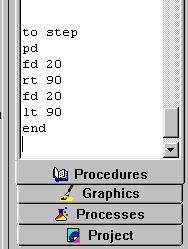 to step
pd
fd 20
rt 90
fd 20
lt 90
end
Procedures
Graphics
Processes
Project